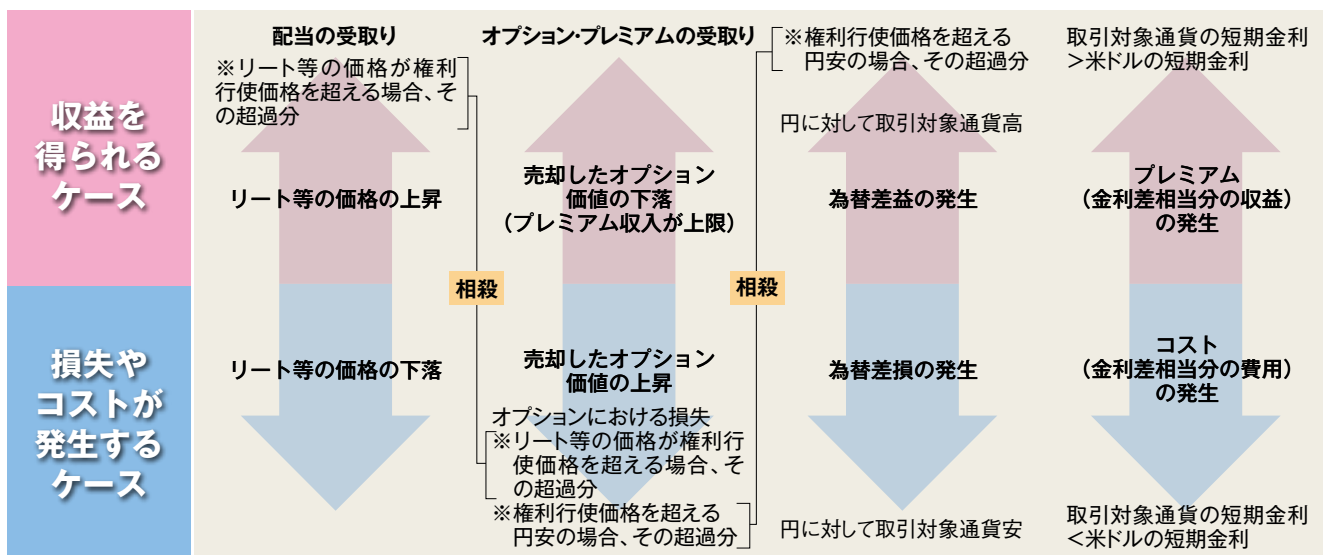 収益を
得られる
ケース
配当の受取り
※リート等の価格が権利
行使価格を超える場合、そ
の超過分
リート等の価格の上昇
オプション・プレミアムの受取り
売却したオプション
価値の下落
（プレミアム収入が上限）
※権利行使価格を超える
円安の場合、その超過分
円に対して取引対象通貨高
為替差益の発生
取引対象通貨の短期金利
＞米ドルの短期金利
プレミアム
（金利差相当分の収益）
の発生
相殺
相殺
損失や
コストが
発生する
ケース
リート等の価格の下落
売却したオプション
価値の上昇
オプションにおける損失
※リート等の価格が権利行
使価格を超える場合、そ
の超過分
※権利行使価格を超える
円安の場合、その超過分
為替差損の発生
円に対して取引対象通貨安
コスト
（金利差相当分の費用）
の発生
取引対象通貨の短期金利
＜米ドルの短期金利